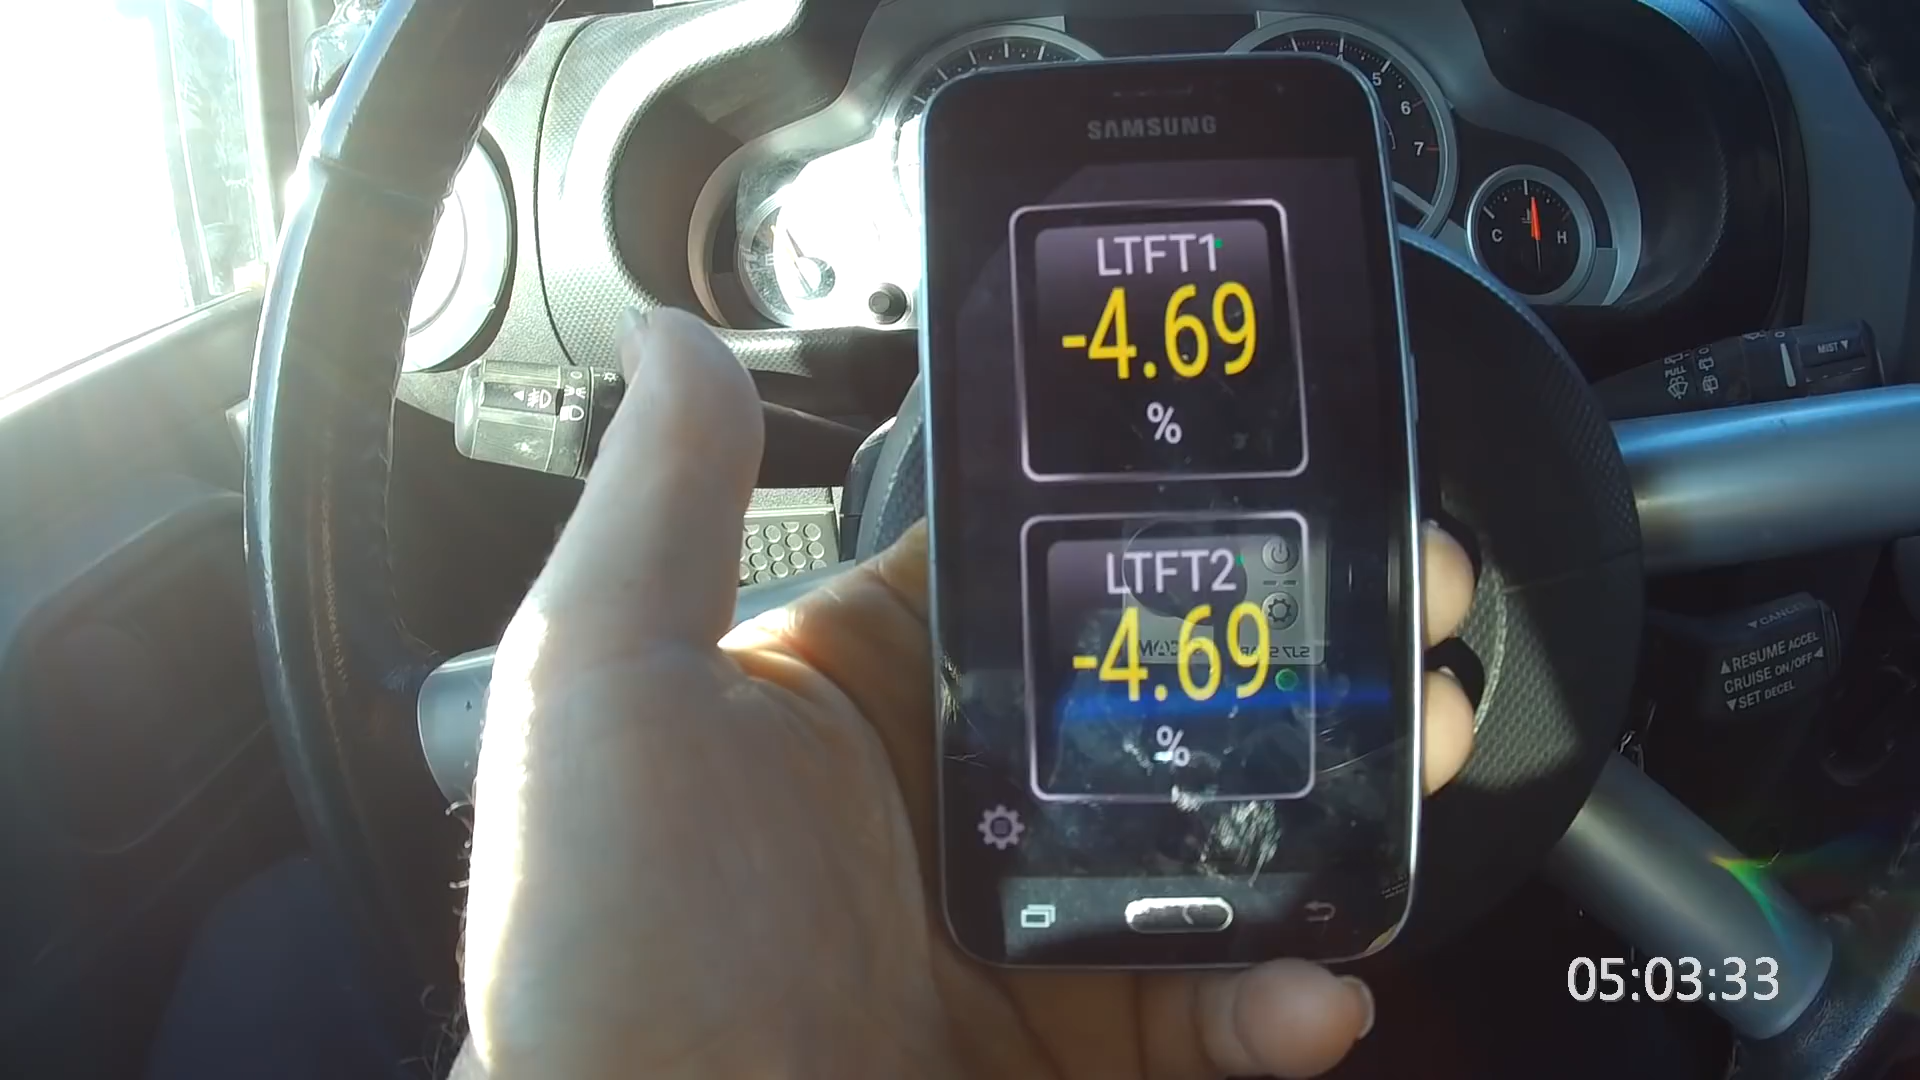 SAMSUNG
5
6
7
C H
LTFT1
-4.69
%
LTFT2
-4.69
%
MIST▼
PULL
▼CANCEL
▲RESUME ACCEL
CRUISE ON/OFF◀
▼SET DECEL
05:03:33